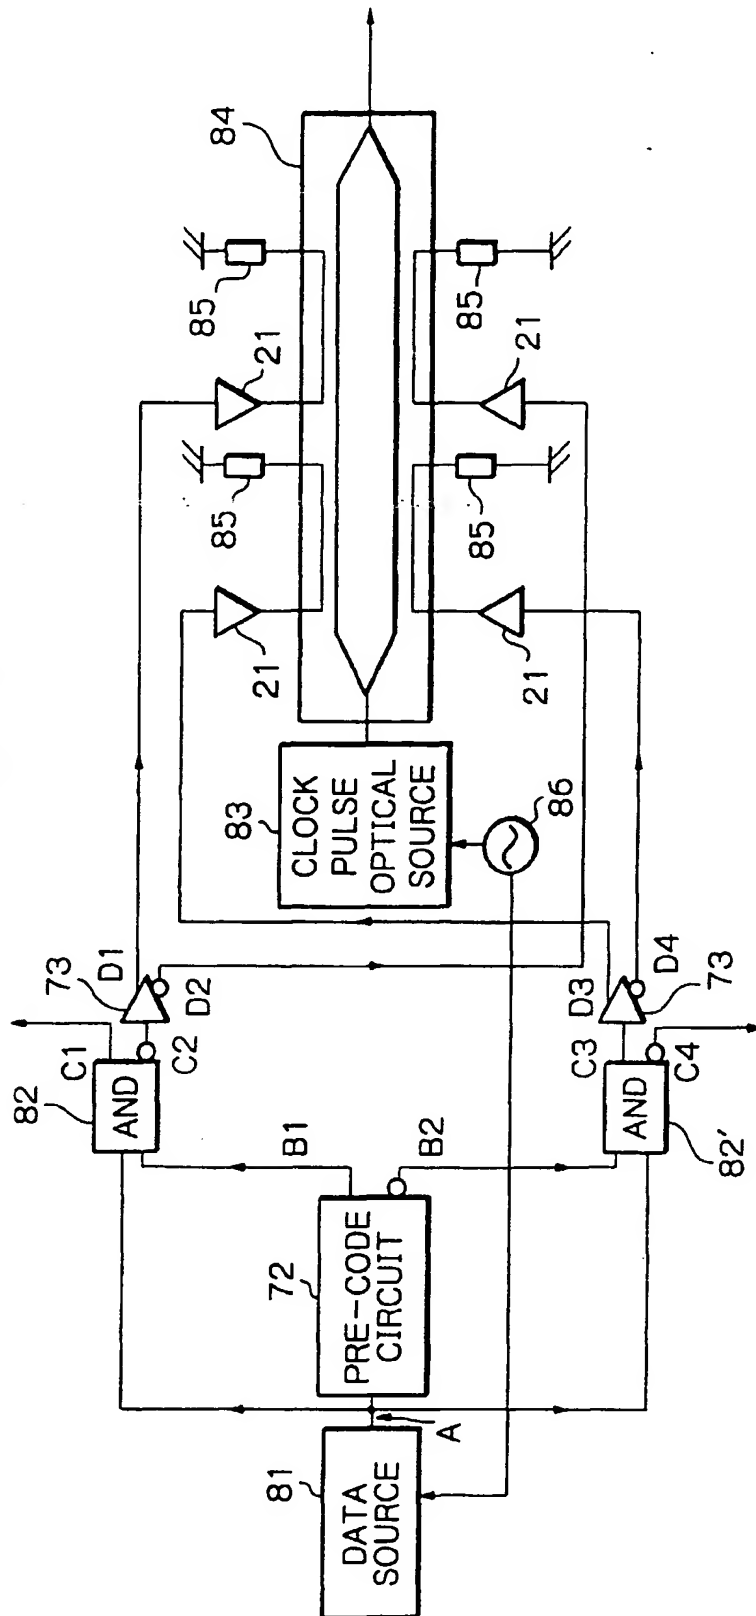 84
85
85
21
21
85
85
21
21
83
CLOCK
PULSE
OPTICAL
SOURCE
86
73
D1
D2
D3
D4
73
82
C1
C2
AND
C3
C4
AND
82'
B1
B2
72
PRE-CODE
CIRCUIT
A
81
DATA
SOURCE